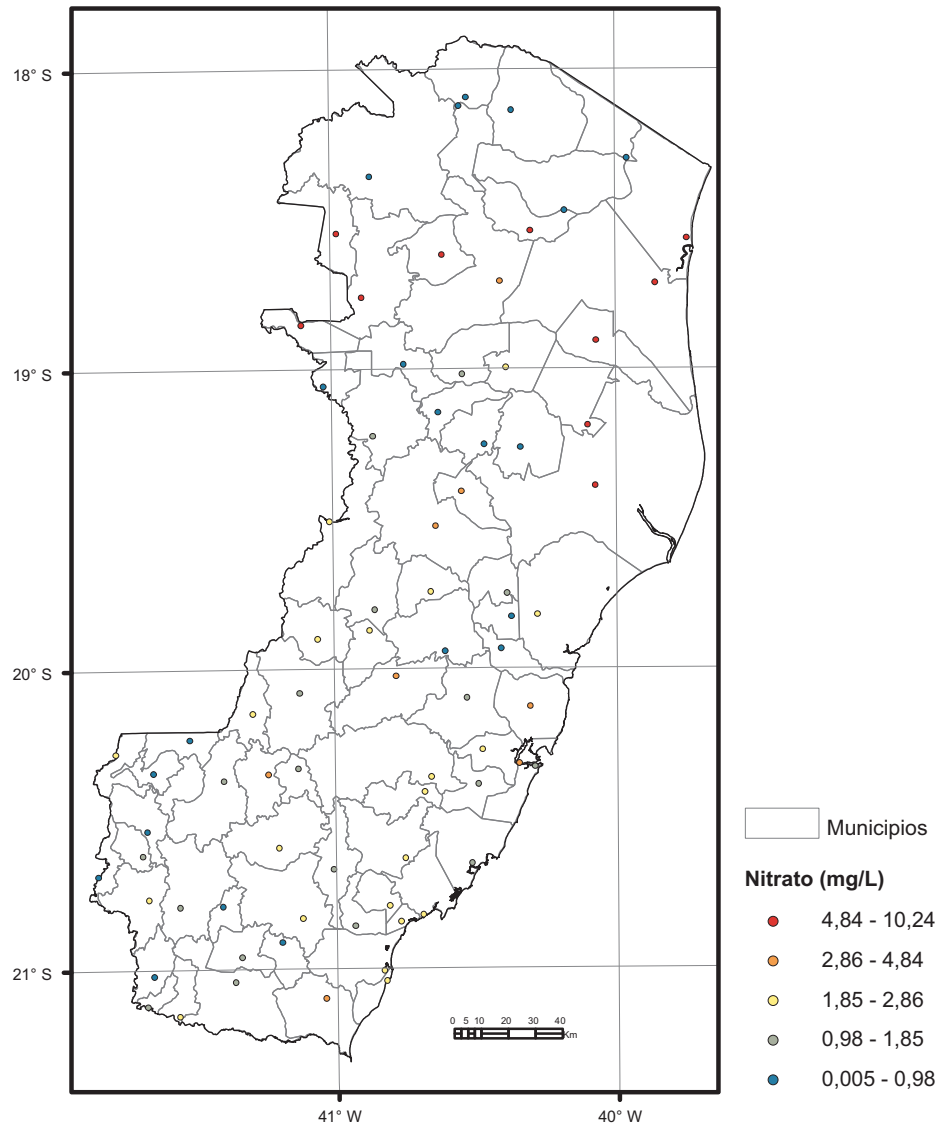 18° S
19° S
20° S
21° S
0 5 10 20 30 40
Km
41° W
40° W
Municipios
Nitrato (mg/L)
4,84 - 10,24
2,86 - 4,84
1,85 - 2,86
0,98 - 1,85
0,005 - 0,98